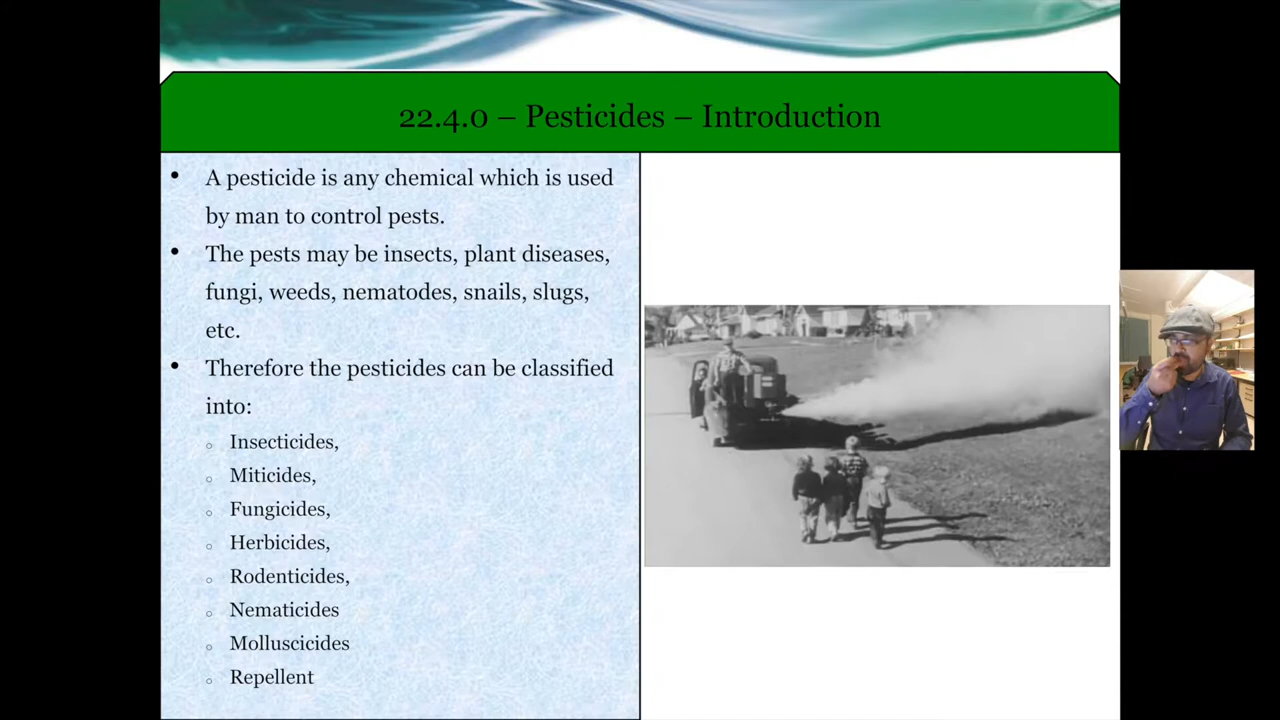 22.4.0 – Pesticides – Introduction
• A pesticide is any chemical which is used
by man to control pests.
• The pests may be insects, plant diseases,
fungi, weeds, nematodes, snails, slugs,
etc.
• Therefore the pesticides can be classified
into:
o Insecticides,
o Miticides,
o Fungicides,
o Herbicides,
o Rodenticides,
o Nematicides
o Molluscicides
o Repellent